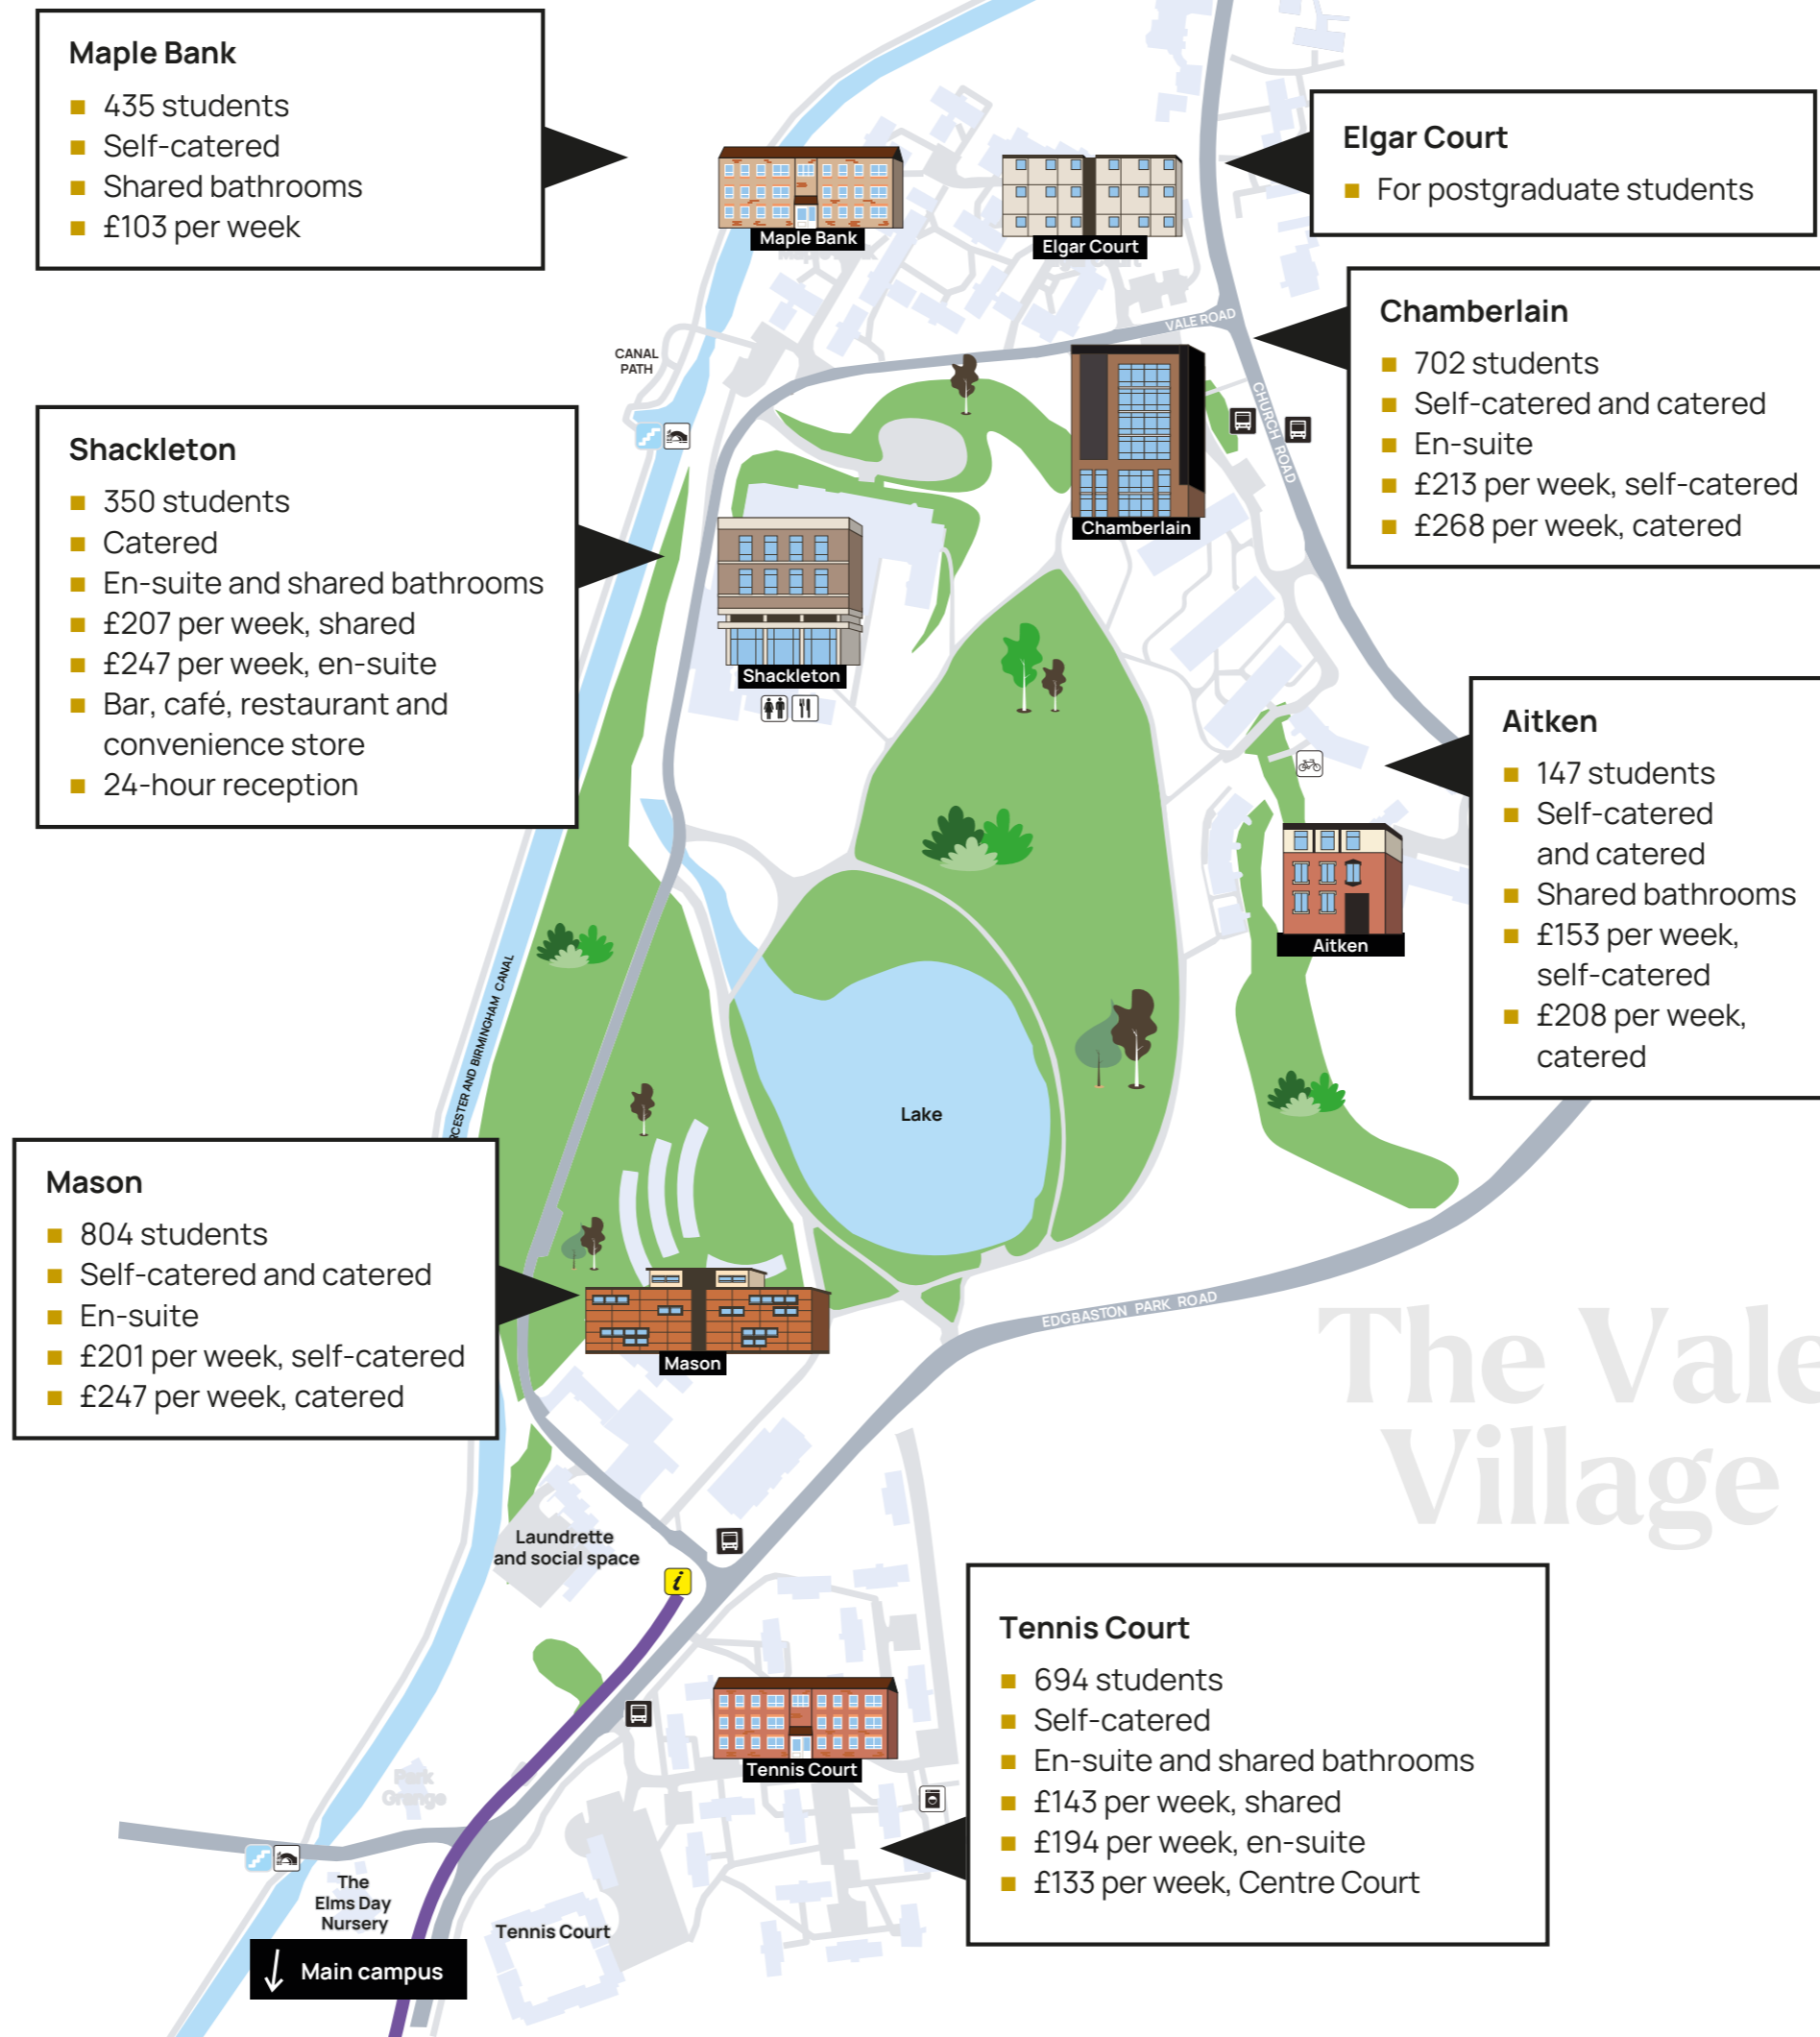 Maple Bank
435 students
Self-catered
Shared bathrooms
£103 per week
Elgar Court
For postgraduate students
Maple Bank
Elgar Court
Chamberlain
702 students
Self-catered and catered
En-suite
£213 per week, self-catered
£268 per week, catered
VALE ROAD
CANAL
PATH
CHURCH ROAD
Shackleton
350 students
Catered
En-suite and shared bathrooms
£207 per week, shared
£247 per week, en-suite
Bar, café, restaurant and
convenience store
24-hour reception
Chamberlain
Shackleton
Aitken
147 students
Self-catered
and catered
Shared bathrooms
£153 per week,
self-catered
£208 per week,
catered
Aitken
AND BIRMINGHAM CANAL
Lake
Mason
804 students
Self-catered and catered
En-suite
£201 per week, self-catered
£247 per week, catered
EDGBASTON PARK ROAD
Mason
The Vale
Village
Laundrette
and social space
i
Tennis Court
694 students
Self-catered
En-suite and shared bathrooms
£143 per week, shared
£194 per week, en-suite
£133 per week, Centre Court
Tennis Court
Park
Grange
The
Elms Day
Nursery
Tennis Court
Main campus